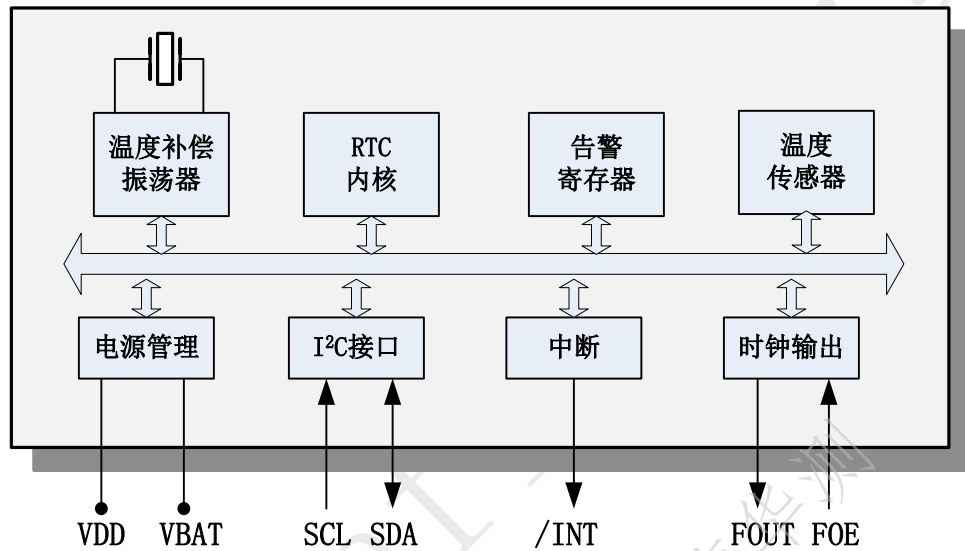 温度补偿
振荡器
RTC
内核
告警
寄存器
温度
传感器
电源管理
I²C接口
中断
时钟输出
VDD VBAT SCL SDA /INT FOUT FOE